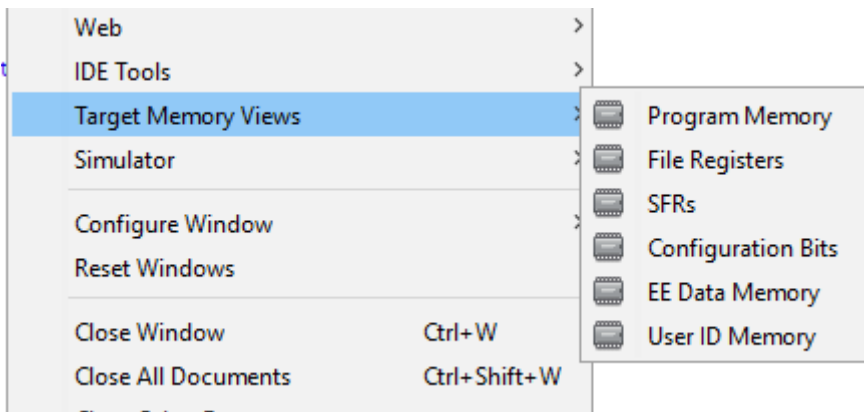 Web
IDE Tools
Target Memory Views
Simulator
Configure Window
Reset Windows
Close Window Ctrl+W
Close All Documents Ctrl+Shift+W
Program Memory
File Registers
SFRs
Configuration Bits
EE Data Memory
User ID Memory